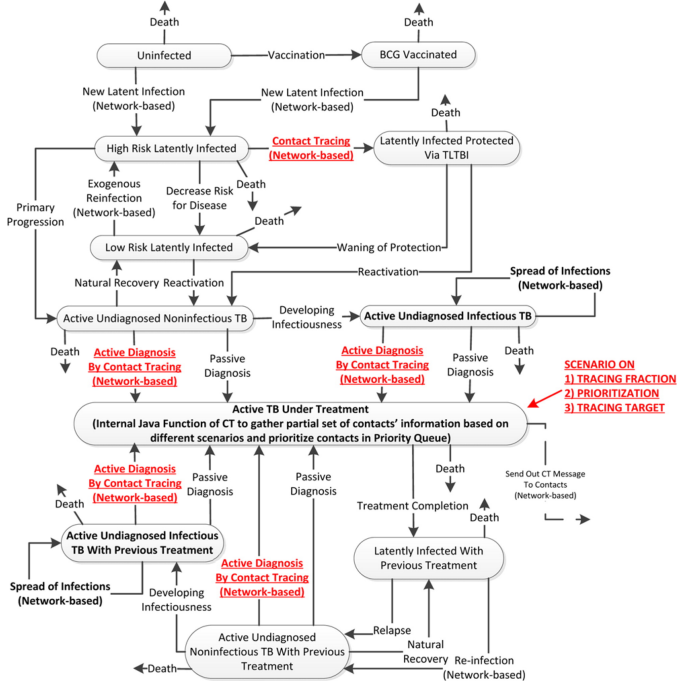 Death
Death
Uninfected
Vaccination
BCG Vaccinated
New Latent Infection
(Network-based)
New Latent Infection
(Network-based)
Death
High Risk Latently Infected
Contact Tracing
(Network-based)
Latently Infected Protected
Via TLTBI
Primary
Progression
Exogenous
Reinfection
(Network-based)
Decrease Risk
for Disease
Death
Death
Low Risk Latently Infected
Waning of Protection
Natural Recovery
Reactivation
Reactivation
Spread of Infections
(Network-based)
Active Undiagnosed Noninfectious TB
Developing
Infectiousness
Active Undiagnosed Infectious TB
Death
Active Diagnosis
By Contact Tracing
(Network-based)
Passive
Diagnosis
Active Diagnosis
By Contact Tracing
(Network-based)
Passive
Diagnosis
Death
SCENARIO ON
1) TRACING FRACTION
2) PRIORITIZATION
3) TRACING TARGET
Active TB Under Treatment
(Internal Java Function of CT to gather partial set of contacts' information based on
different scenarios and prioritize contacts in Priority Queue)
Active Diagnosis
By Contact Tracing
(Network-based)
Passive
Diagnosis
Passive
Diagnosis
Death
Send Out CT Message
To Contacts
(Network-based)
Death
Treatment Completion
Death
Active Undiagnosed Infectious
TB With Previous Treatment
Latently Infected With
Previous Treatment
Active Diagnosis
By Contact Tracing
(Network-based)
Spread of Infections
(Network-based)
Developing
Infectiousness
Relapse
Natural
Recovery
Re-infection
(Network-based)
Active Undiagnosed
Noninfectious TB With Previous
Treatment
Death